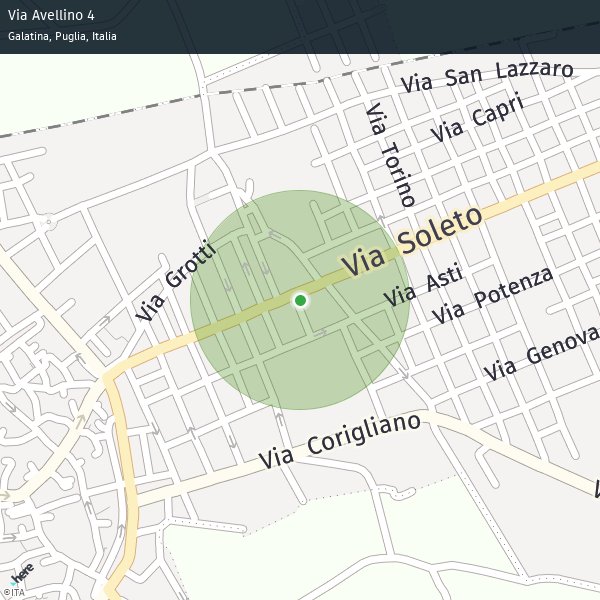 Via Avellino 4
Galatina, Puglia, Italia
Via San Lazzaro
Via Capri
Via Torino
Via Soleto
Via Grotti
Via Asti
Via Potenza
Via Genova
Via Corigliano
V
here
©ITA